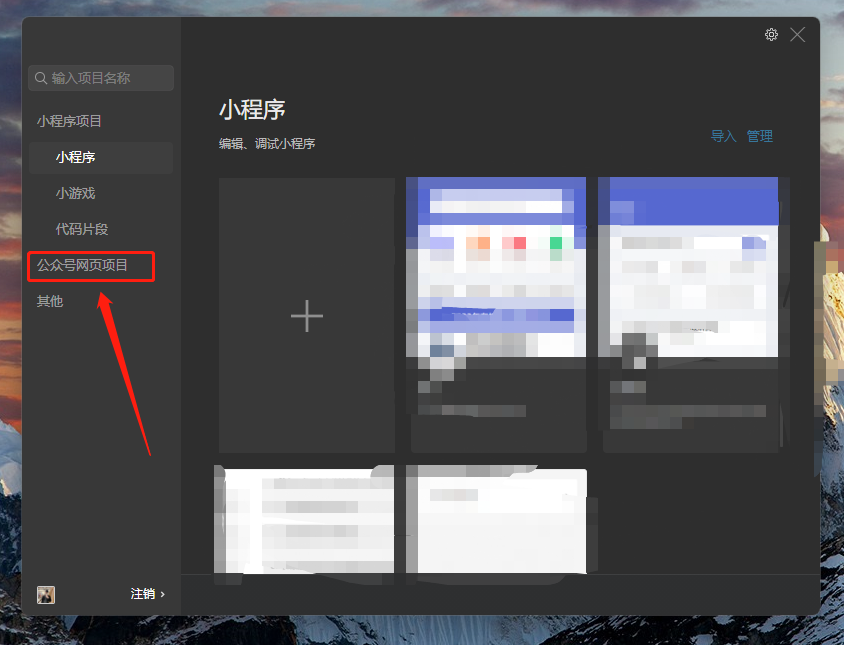 输入项目名称
小程序项目
小程序
小游戏
代码片段
公众号网页项目
其他
小程序
编辑、调试小程序
导入 管理
注销 ›